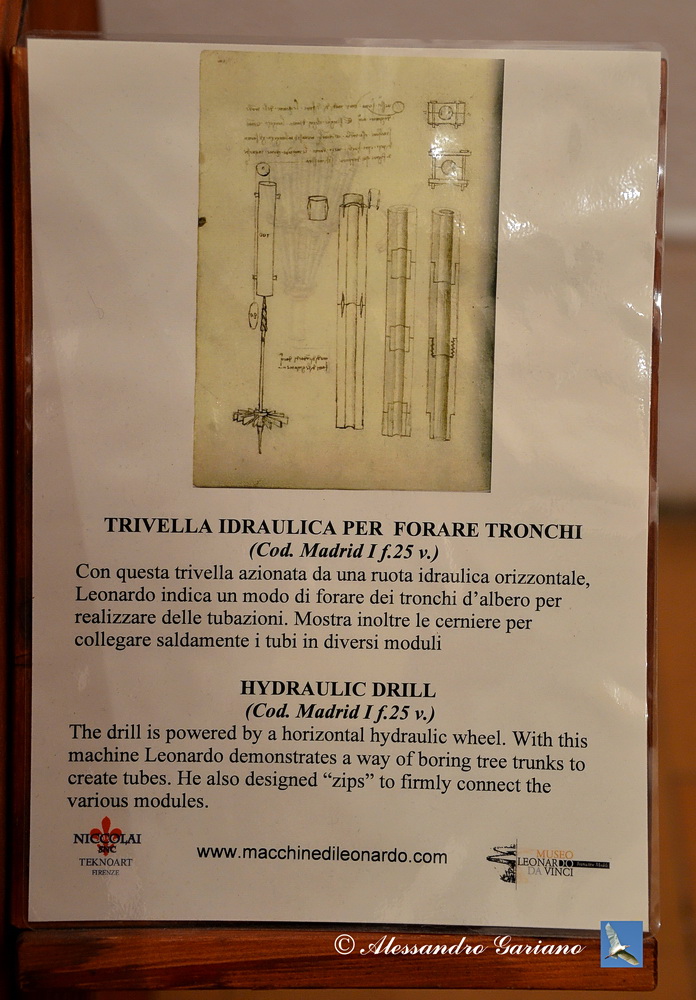 TRIVELLA IDRAULICA PER FORARE TRONCHI
(Cod. Madrid I f.25 v.)
Con questa trivella azionata da una ruota idraulica orizzontale,
Leonardo indica un modo di forare dei tronchi d'albero per
realizzare delle tubazioni. Mostra inoltre le cerniere per
collegare saldamente i tubi in diversi moduli
HYDRAULIC DRILL
(Cod. Madrid I f.25 v.)
The drill is powered by a horizontal hydraulic wheel. With this
machine Leonardo demonstrates a way of boring tree trunks to
create tubes. He also designed “zips” to firmly connect the
various modules.
NICCOLAI
SNC
TEKNOART
FIRENZE
www.macchinedileonardo.com
MUSEO
LEONARDO
DA VINCI
© Alessandro Gariano